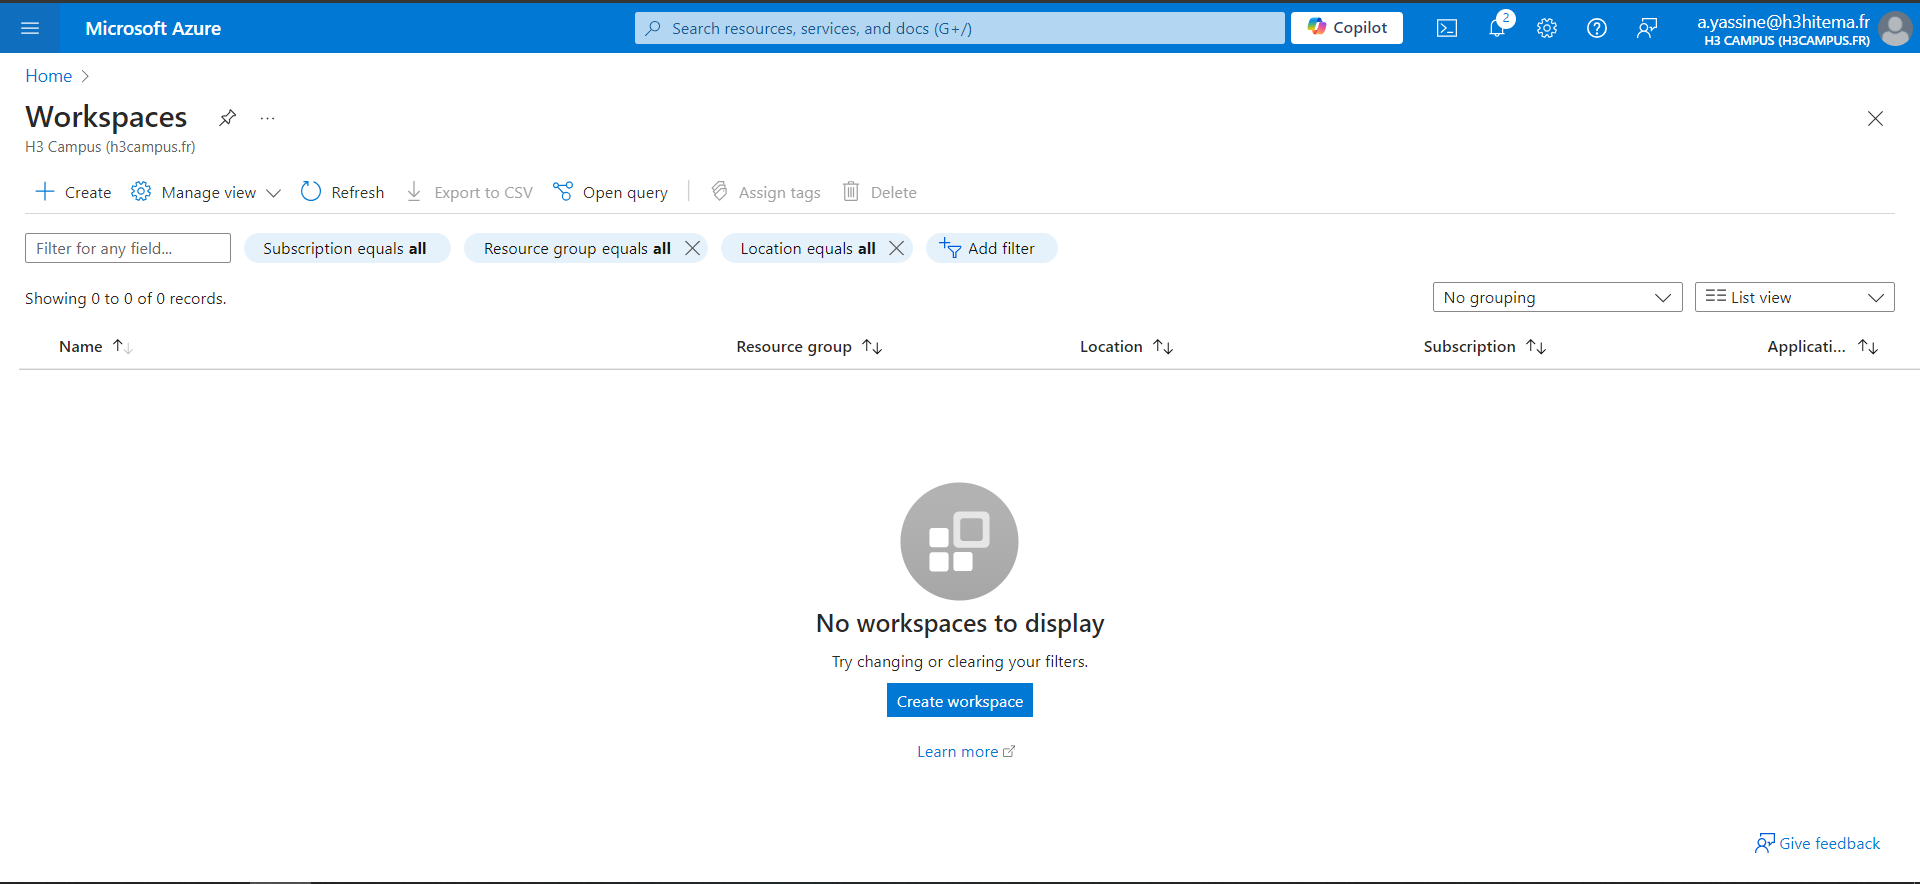 Microsoft Azure
Search resources, services, and docs (G+/)
Copilot
2
a.yassine@h3hitema.fr
H3 CAMPUS (H3CAMPUS.FR)
Home
Workspaces
H3 Campus (h3campus.fr)
Create Manage view Refresh Export to CSV Open query Assign tags Delete
Filter for any field... Subscription equals all Resource group equals all Location equals all Add filter
Showing 0 to 0 of 0 records. No grouping List view
Name Resource group Location Subscription Applicati...
No workspaces to display
Try changing or clearing your filters.
Create workspace
Learn more
Give feedback